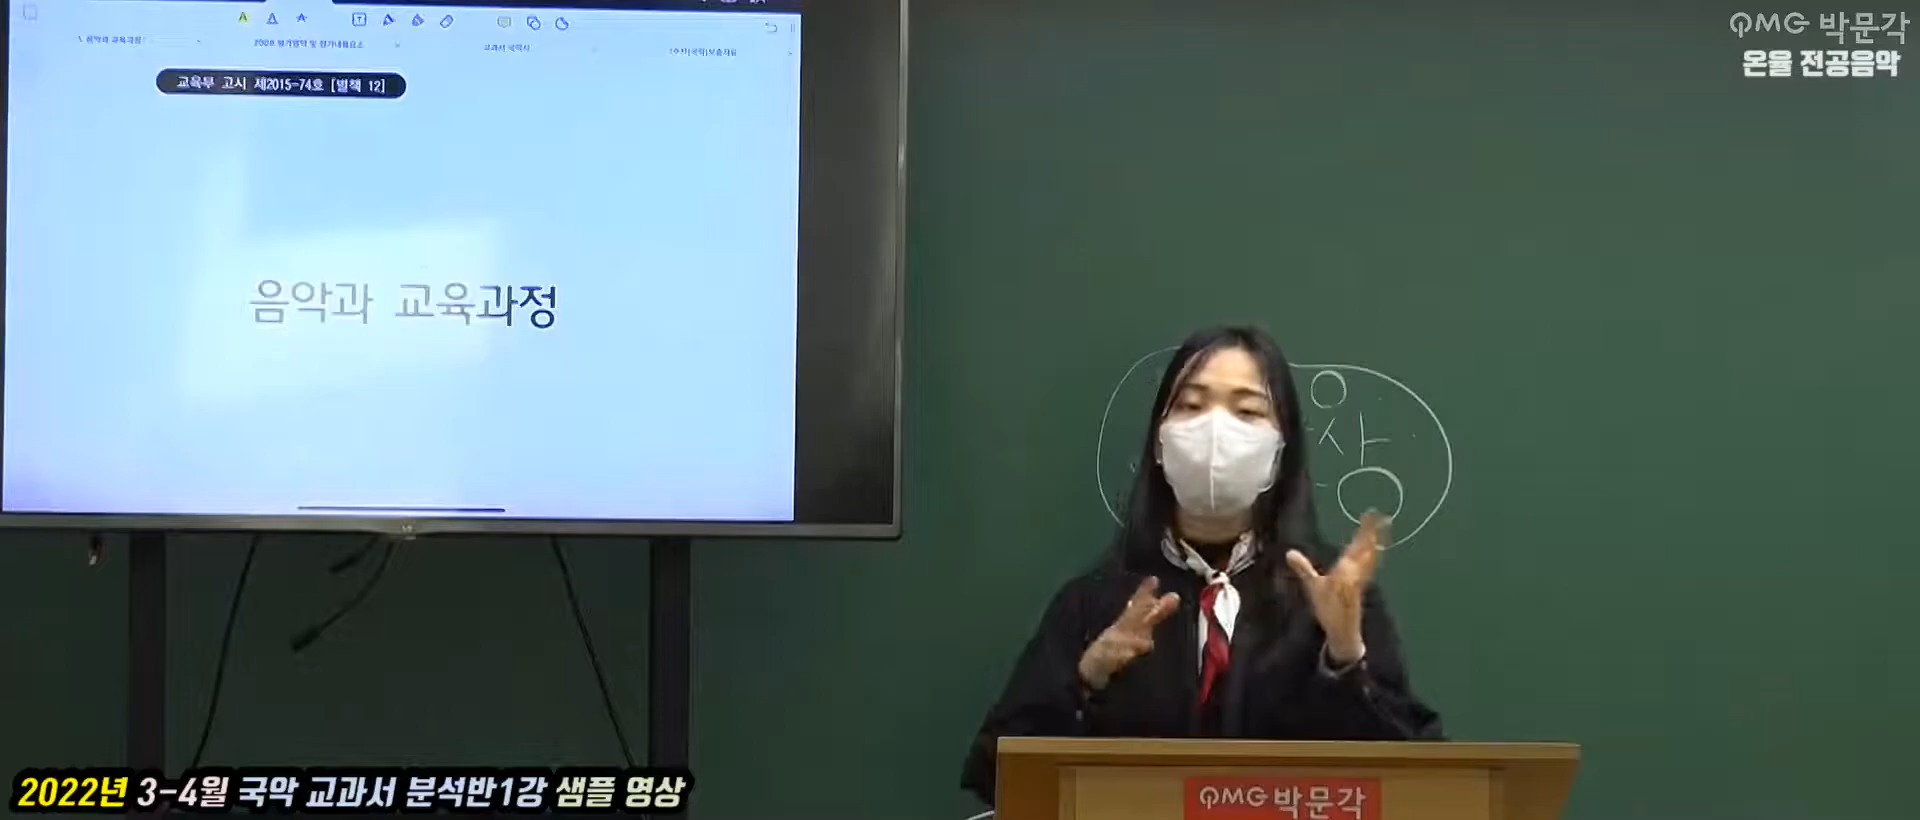 PMG 박문각
온율 전공음악
교육부 고시 제2015-74호 [별책 12]
음악과 교육과정
상
2022년 3-4월 국악 교과서 분석반1강 샘플 영상
PMG 박문각